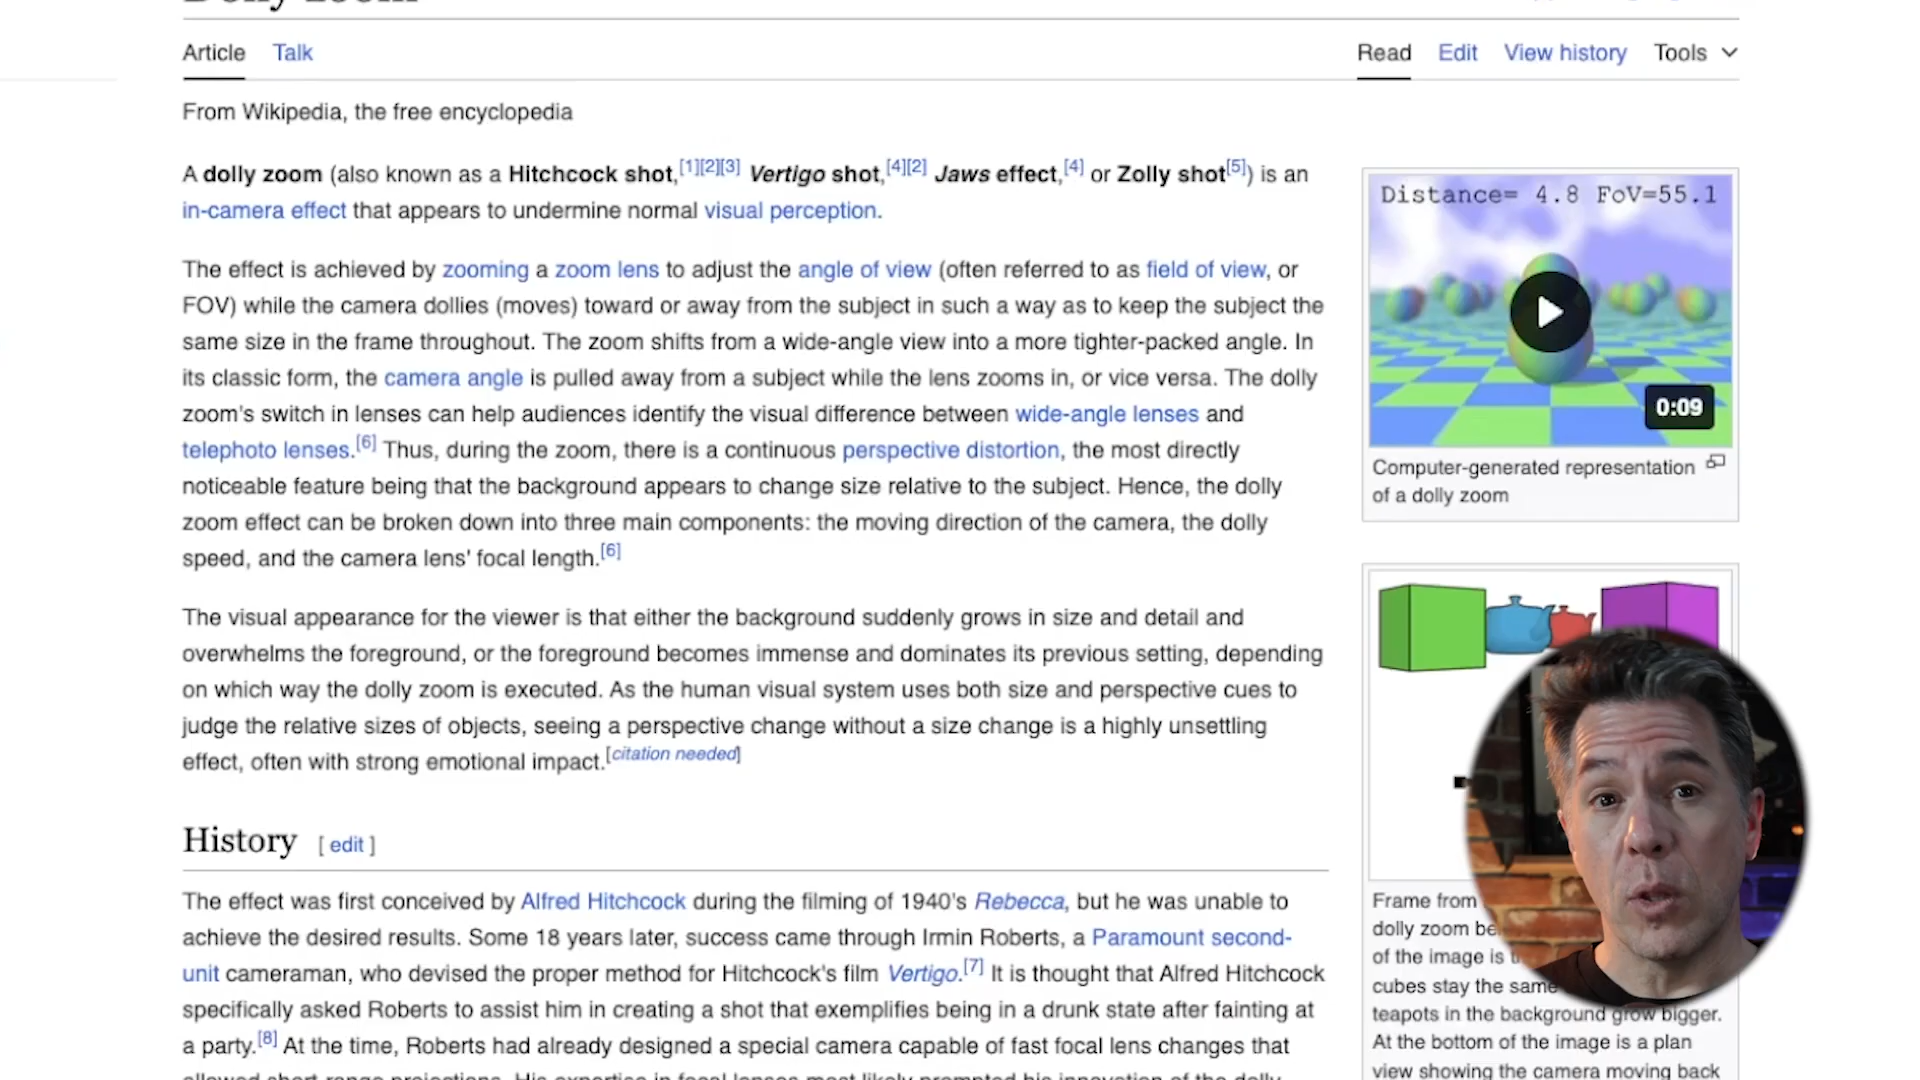 Dolly zoom
Article Talk
Read Edit View history Tools
From Wikipedia, the free encyclopedia
A dolly zoom (also known as a Hitchcock shot,[1][2][3] Vertigo shot,[4][2] Jaws effect,[4] or Zolly shot[5]) is an
in-camera effect that appears to undermine normal visual perception.
The effect is achieved by zooming a zoom lens to adjust the angle of view (often referred to as field of view, or
FOV) while the camera dollies (moves) toward or away from the subject in such a way as to keep the subject the
same size in the frame throughout. The zoom shifts from a wide-angle view into a more tighter-packed angle. In
its classic form, the camera angle is pulled away from a subject while the lens zooms in, or vice versa. The dolly
zoom's switch in lenses can help audiences identify the visual difference between wide-angle lenses and
telephoto lenses.[6] Thus, during the zoom, there is a continuous perspective distortion, the most directly
noticeable feature being that the background appears to change size relative to the subject. Hence, the dolly
zoom effect can be broken down into three main components: the moving direction of the camera, the dolly
speed, and the camera lens' focal length.[6]
The visual appearance for the viewer is that either the background suddenly grows in size and detail and
overwhelms the foreground, or the foreground becomes immense and dominates its previous setting, depending
on which way the dolly zoom is executed. As the human visual system uses both size and perspective cues to
judge the relative sizes of objects, seeing a perspective change without a size change is a highly unsettling
effect, often with strong emotional impact.[citation needed]
History [ edit ]
The effect was first conceived by Alfred Hitchcock during the filming of 1940's Rebecca, but he was unable to
achieve the desired results. Some 18 years later, success came through Irmin Roberts, a Paramount second-
unit cameraman, who devised the proper method for Hitchcock's film Vertigo.[7] It is thought that Alfred Hitchcock
specifically asked Roberts to assist him in creating a shot that exemplifies being in a drunk state after fainting at
a party.[8] At the time, Roberts had already designed a special camera capable of fast focal lens changes that
allowed short-range projections. His expertise in focal lenses most likely prompted his innovation of the dolly
Distance= 4.8 FoV=55.1
0:09
Computer-generated representation
of a dolly zoom
Frame from
dolly zoom be
of the image is
cubes stay the same
teapots in the background grow bigger.
At the bottom of the image is a plan
view showing the camera moving back